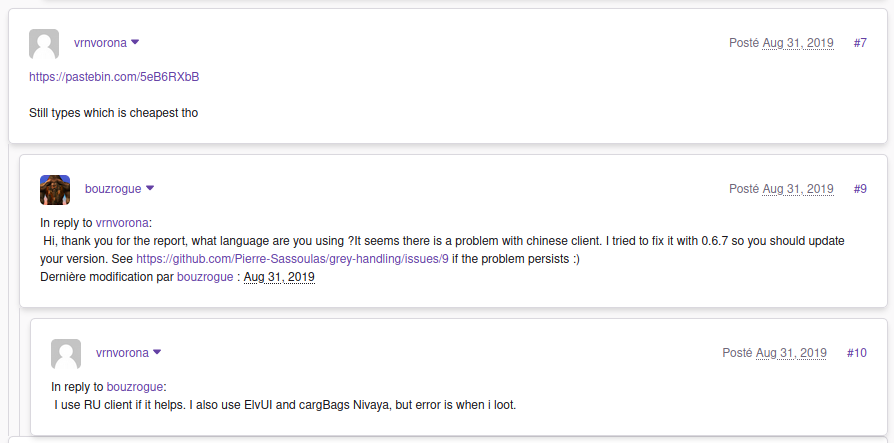 vrnvorona
Posté Aug 31, 2019 #7
https://pastebin.com/5eB6RXbB
Still types which is cheapest tho
bouzrogue
Posté Aug 31, 2019 #9
In reply to vrnvorona:
Hi, thank you for the report, what language are you using ?It seems there is a problem with chinese client. I tried to fix it with 0.6.7 so you should update
your version. See https://github.com/Pierre-Sassoulas/grey-handling/issues/9 if the problem persists :)
Dernière modification par bouzrogue : Aug 31, 2019
vrnvorona
Posté Aug 31, 2019 #10
In reply to bouzrogue:
I use RU client if it helps. I also use ElvUI and cargBags Nivaya, but error is when i loot.